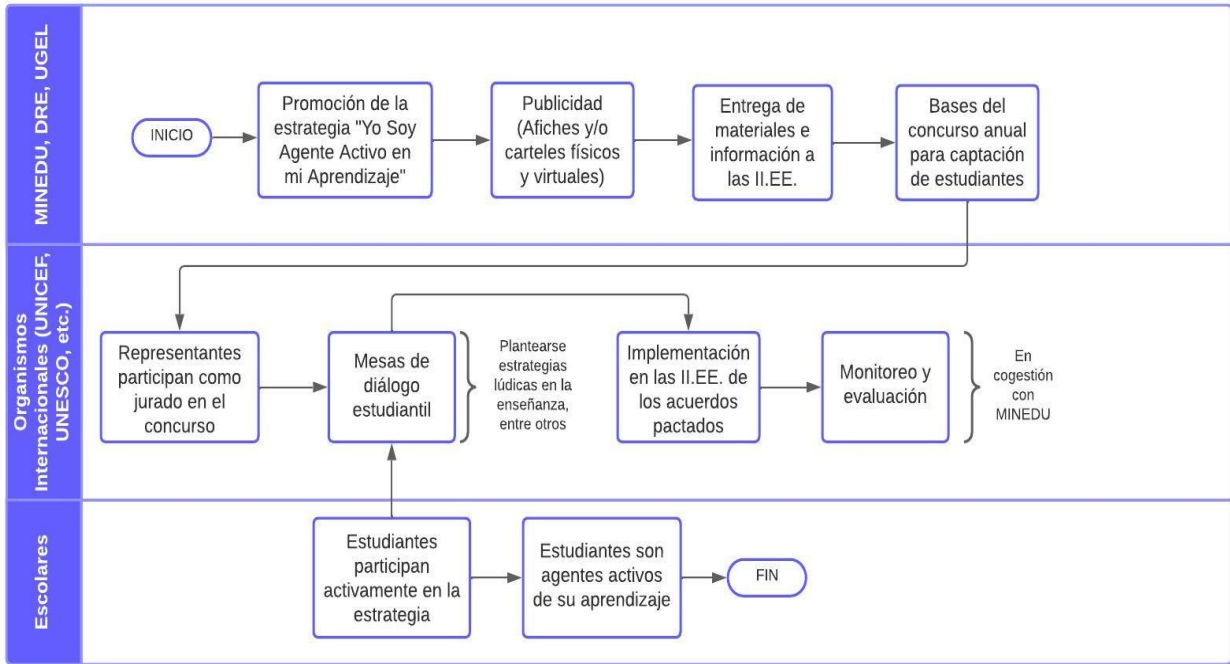 MINEDU, DRE, UGEL
INICIO
Promoción de la
estrategia "Yo Soy
Agente Activo en
mi Aprendizaje"
Publicidad
(Afiches y/o
carteles físicos
y virtuales)
Entrega de
materiales e
información a
las II.EE.
Bases del
concurso anual
para captación
de estudiantes
Organismos
Internacionales (UNICEF,
UNESCO, etc.)
Representantes
participan como
jurado en el
concurso
Mesas de
diálogo
estudiantil
Plantearse
estrategias
lúdicas en la
enseñanza,
entre otros
Implementación
en las II.EE. de
los acuerdos
pactados
Monitoreo y
evaluación
En
cogestión
con
MINEDU
Escolares
Estudiantes
participan
activamente en la
estrategia
Estudiantes son
agentes activos
de su aprendizaje
FIN